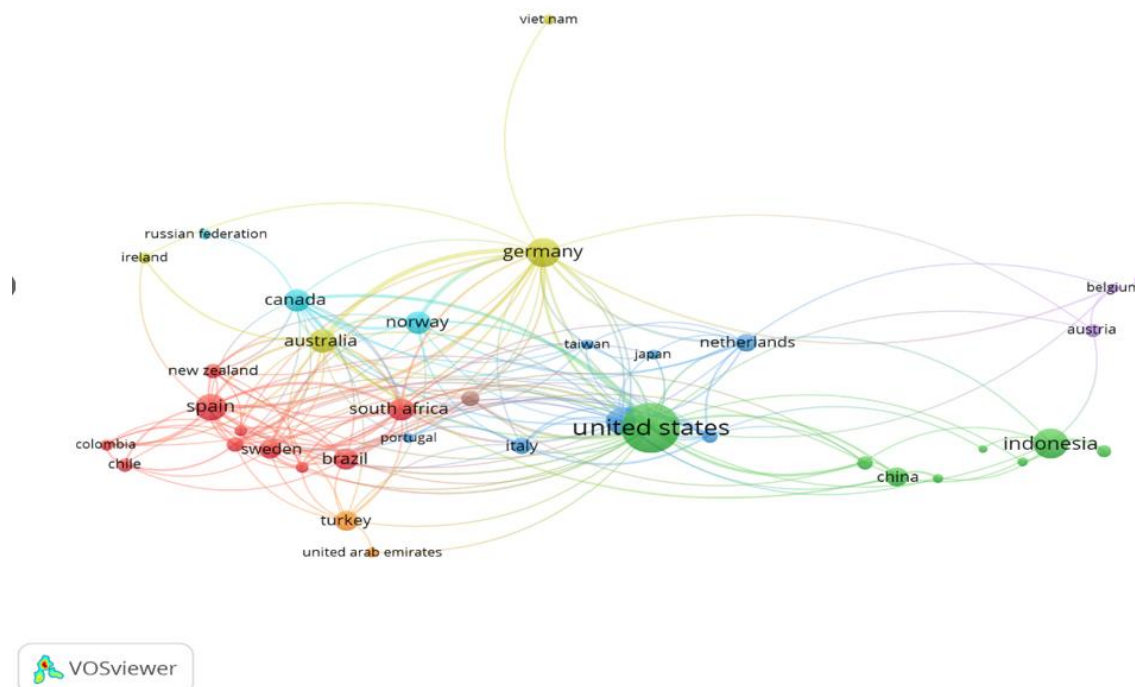 viet nam
russian federation
germany
ireland
belgium
canada
norway
austria
australia
taiwan
netherlands
japan
new zealand
spain
south africa
united states
colombia
portugal
indonesia
sweden
italy
chile
brazil
china
turkey
united arab emirates
VOSviewer